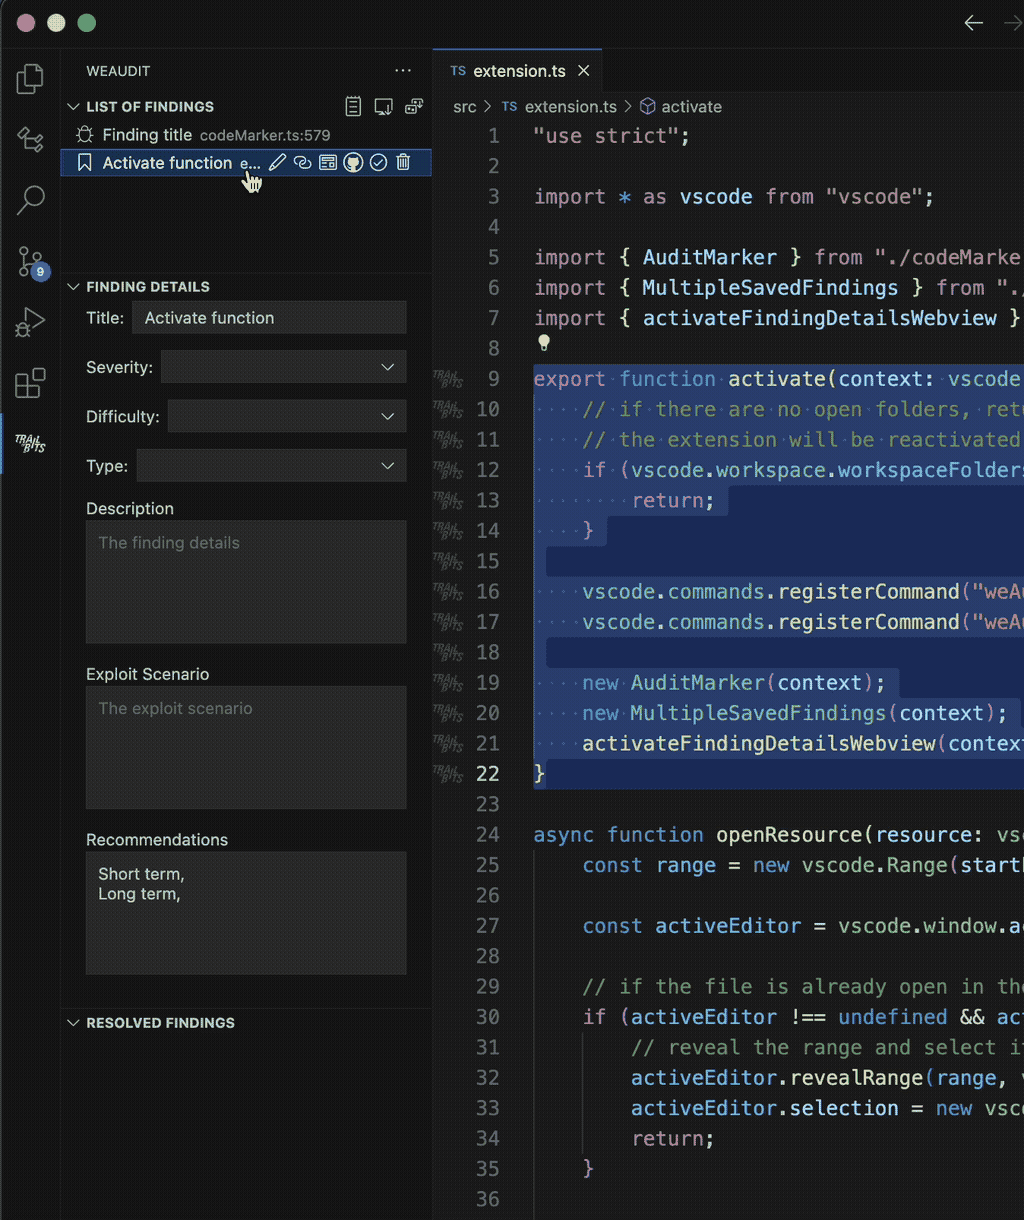 WEAUDIT
LIST OF FINDINGS
Finding title codeMarker.ts:579
Activate function e...
FINDING DETAILS
Title: Activate function
Severity:
Difficulty:
Type:
Description
The finding details
Exploit Scenario
The exploit scenario
Recommendations
Short term,
Long term,
RESOLVED FINDINGS
9
TRAIL OF BITS
TS extension.ts
src > TS extension.ts > activate
1 "use strict";
2
3 import * as vscode from "vscode";
4
5 import { AuditMarker } from "./codeMarke
6 import { MultipleSavedFindings } from "./
7 import { activateFindingDetailsWebview }
8
9 export function activate(context: vscode
10 // if there are no open folders, retu
11 // the extension will be reactivated
12 if (vscode.workspace.workspaceFolders
13 return;
14 }
15
16 vscode.commands.registerCommand("weAu
17 vscode.commands.registerCommand("weAu
18
19 new AuditMarker(context);
20 new MultipleSavedFindings(context);
21 activateFindingDetailsWebview(context
22 }
23
24 async function openResource(resource: vsc
25 const range = new vscode.Range(startL
26
27 const activeEditor = vscode.window.ac
28
29 // if the file is already open in the
30 if (activeEditor !== undefined && act
31 // reveal the range and select it
32 activeEditor.revealRange(range, v
33 activeEditor.selection = new vsco
34 return;
35 }
36